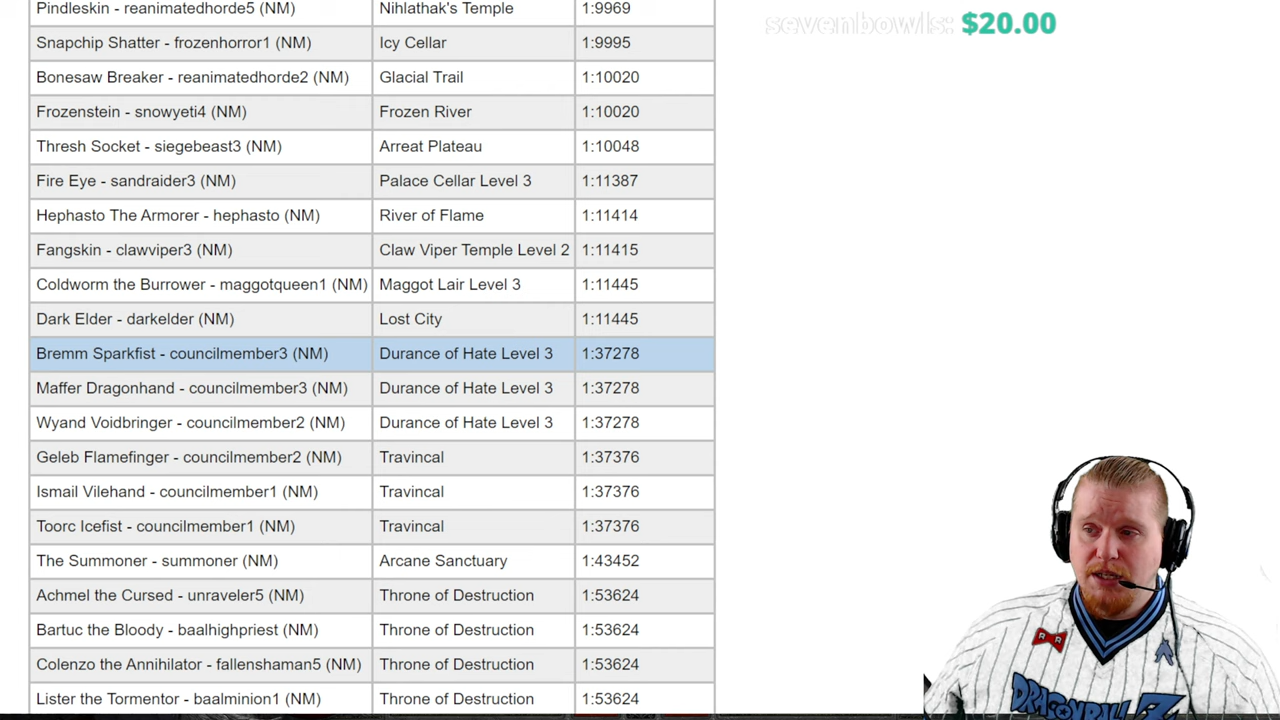 Pindleskin - reanimatedhorde5 (NM) Nihlathak's Temple 1:9969
Snapchip Shatter - frozenhorror1 (NM) Icy Cellar 1:9995
Bonesaw Breaker - reanimatedhorde2 (NM) Glacial Trail 1:10020
Frozenstein - snowyeti4 (NM) Frozen River 1:10020
Thresh Socket - siegebeast3 (NM) Arreat Plateau 1:10048
Fire Eye - sandraider3 (NM) Palace Cellar Level 3 1:11387
Hephasto The Armorer - hephasto (NM) River of Flame 1:11414
Fangskin - clawviper3 (NM) Claw Viper Temple Level 2 1:11415
Coldworm the Burrower - maggotqueen1 (NM) Maggot Lair Level 3 1:11445
Dark Elder - darkelder (NM) Lost City 1:11445
Bremm Sparkfist - councilmember3 (NM) Durance of Hate Level 3 1:37278
Maffer Dragonhand - councilmember3 (NM) Durance of Hate Level 3 1:37278
Wyand Voidbringer - councilmember2 (NM) Durance of Hate Level 3 1:37278
Geleb Flamefinger - councilmember2 (NM) Travincal 1:37376
Ismail Vilehand - councilmember1 (NM) Travincal 1:37376
Toorc Icefist - councilmember1 (NM) Travincal 1:37376
The Summoner - summoner (NM) Arcane Sanctuary 1:43452
Achmel the Cursed - unraveler5 (NM) Throne of Destruction 1:53624
Bartuc the Bloody - baalhighpriest (NM) Throne of Destruction 1:53624
Colenzo the Annihilator - fallenshaman5 (NM) Throne of Destruction 1:53624
Lister the Tormentor - baalminion1 (NM) Throne of Destruction 1:53624
sevenbowls: $20.00
R R
DRAGONBALL Z